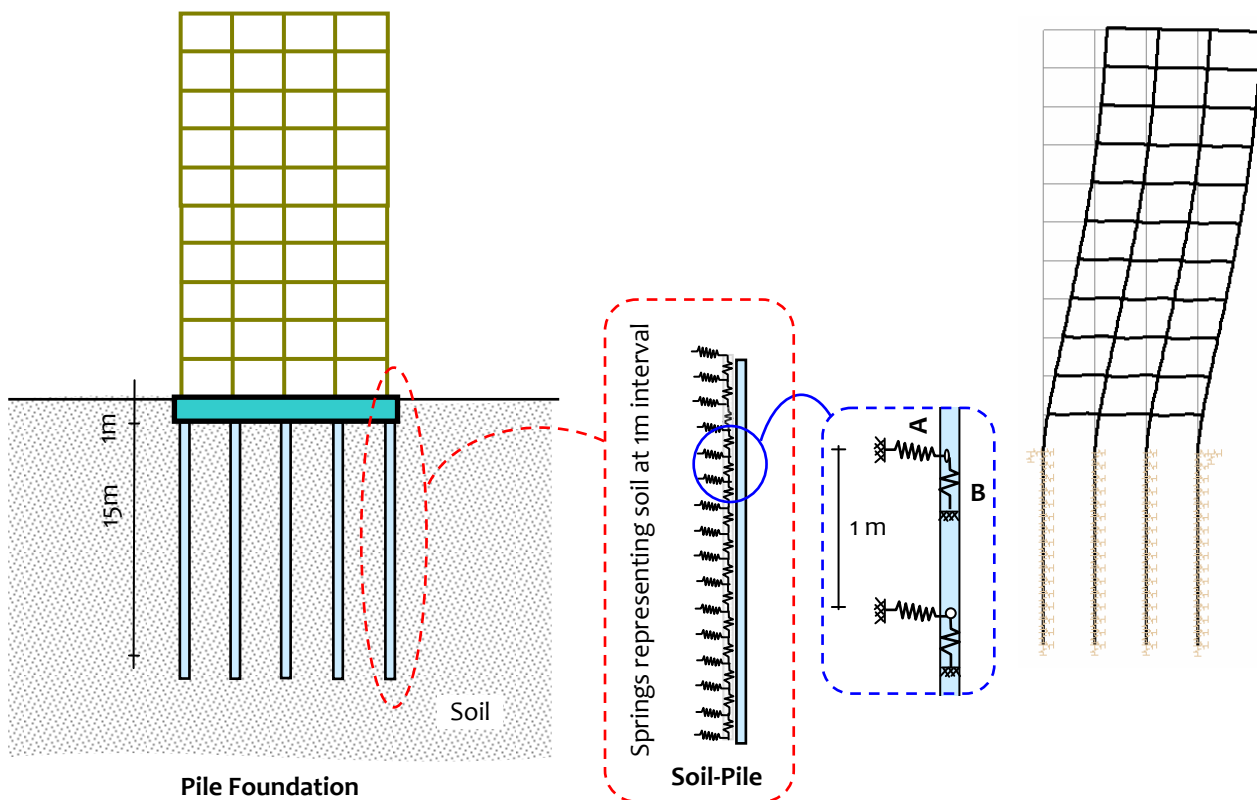 1m
15m
Soil
Pile Foundation
Springs representing soil at 1m interval
Soil-Pile
A
B
1 m